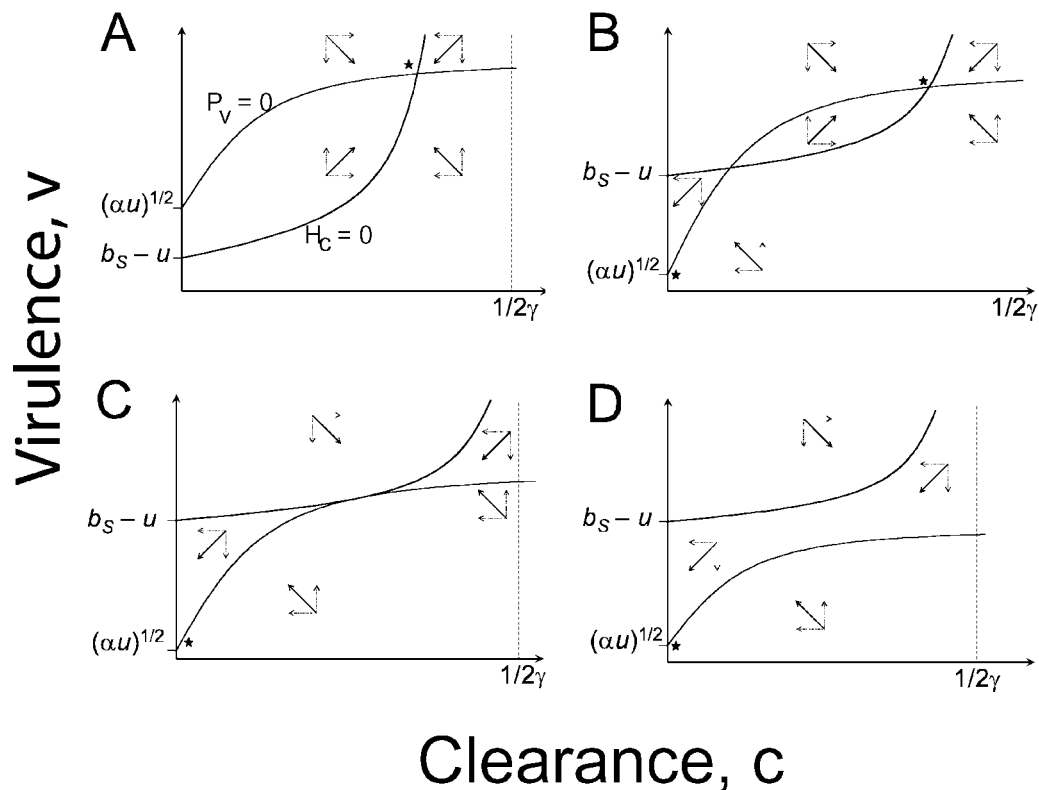 A
P_v = 0
(αu)^1/2
b_S – u
H_c = 0
1/2γ
B
b_S – u
(αu)^1/2
1/2γ
C
b_S – u
(αu)^1/2
1/2γ
D
b_S – u
(αu)^1/2
1/2γ
Virulence, v
Clearance, c